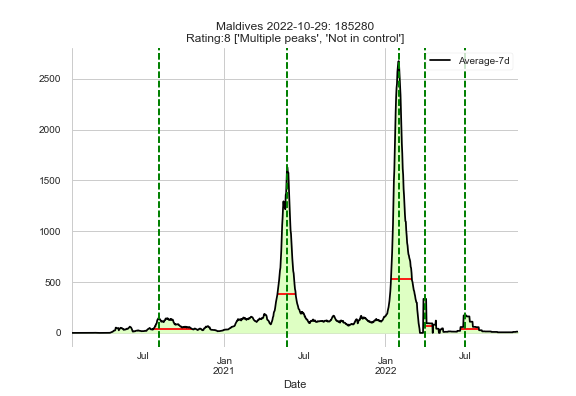 Maldives 2022-10-29: 185280
Rating:8 ['Multiple peaks', 'Not in control']
Average-7d
2500
2000
1500
1000
500
0
Jul
Jan
2021
Jul
Jan
2022
Jul
Date